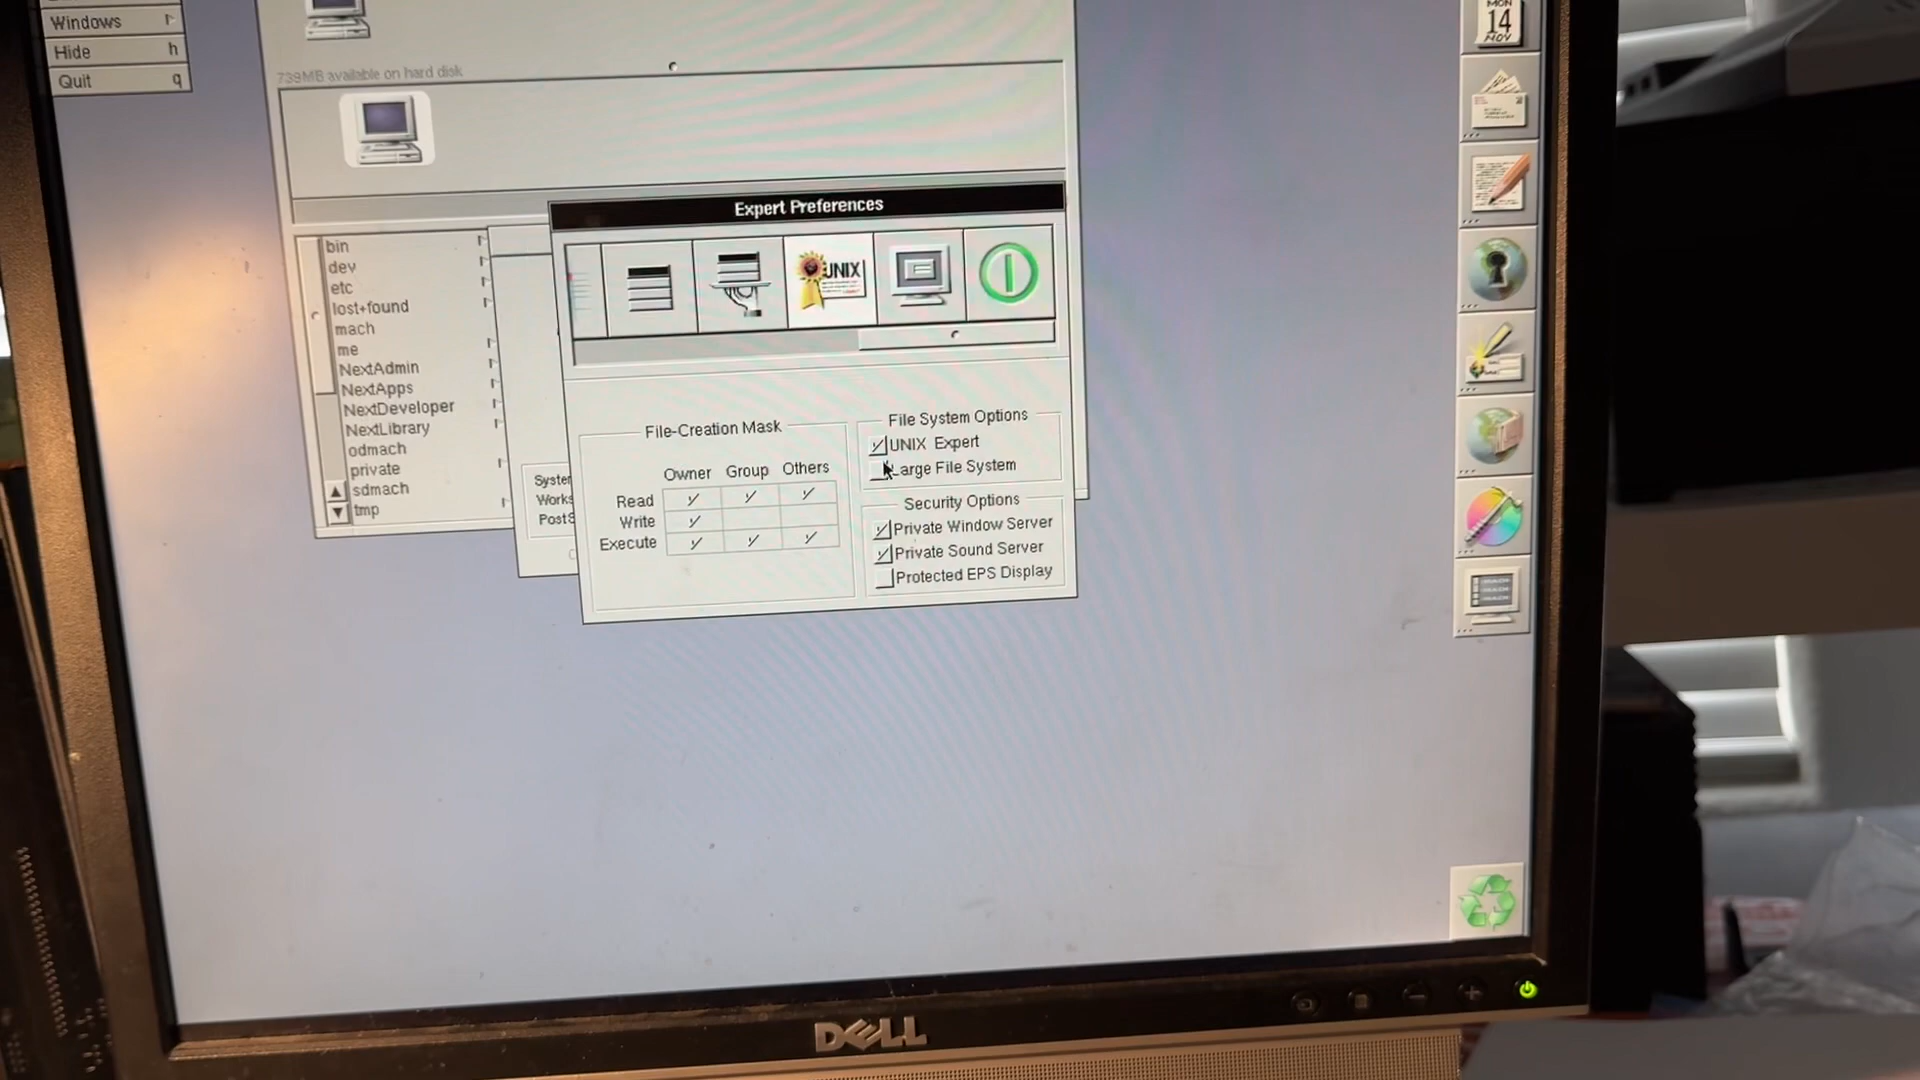 Windows
Hide h
Quit q
739MB available on hard disk
MON
14
NOV
Expert Preferences
UNIX
bin
dev
etc
lost+found
mach
me
NextAdmin
NextApps
NextDeveloper
NextLibrary
odmach
private
sdmach
tmp
File-Creation Mask
Owner Group Others
Read
Write
Execute
File System Options
UNIX Expert
Large File System
Security Options
Private Window Server
Private Sound Server
Protected EPS Display
DELL